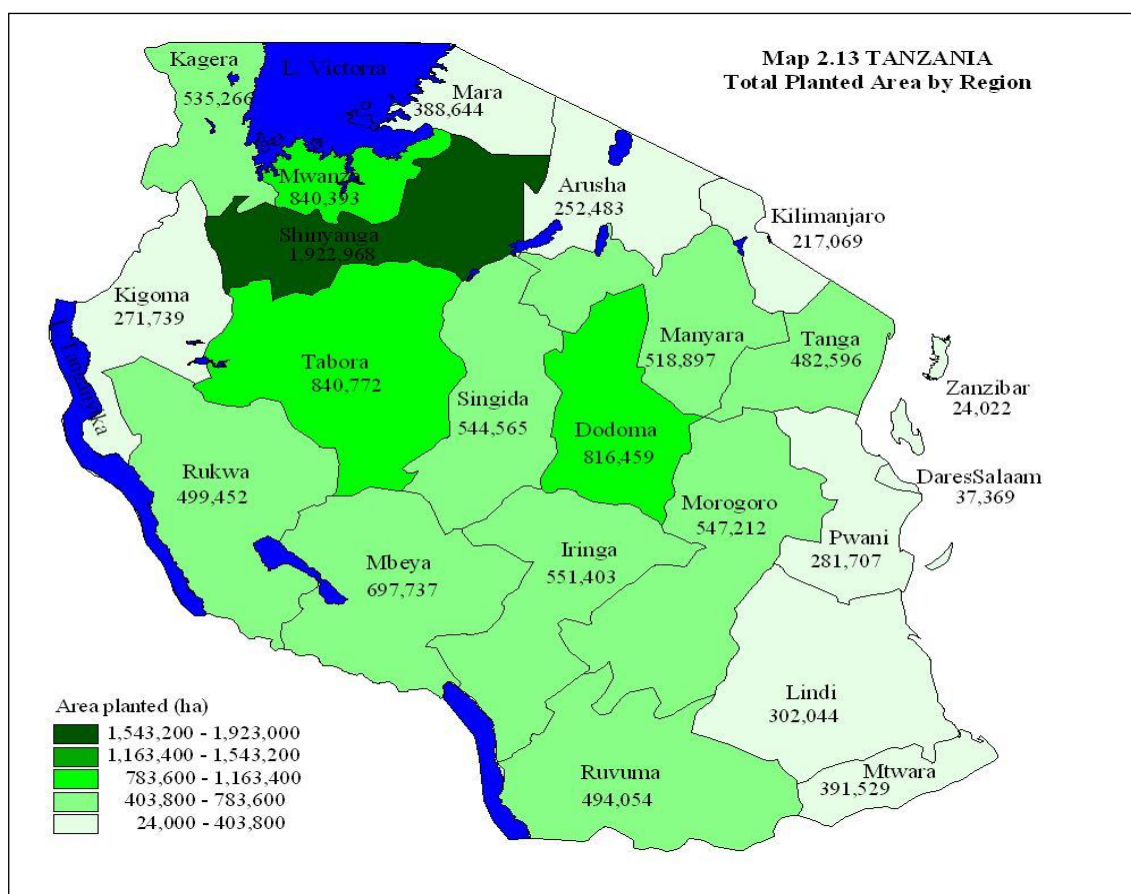 Map 2.13 TANZANIA
Total Planted Area by Region
Kagera
535,266
L. Victoria
Mara
388,644
Mwanza
840,393
Arusha
252,483
Kilimanjaro
217,069
Shinyanga
1,922,968
Kigoma
271,739
L. Tanganyika
Tabora
840,772
Manyara
518,897
Tanga
482,596
Zanzibar
24,022
Singida
544,565
Dodoma
816,459
DaresSalaam
37,369
Rukwa
499,452
Morogoro
547,212
Pwani
281,707
Iringa
551,403
Mbeya
697,737
Lindi
302,044
Mtwara
391,529
Ruvuma
494,054
Area planted (ha)
1,543,200 - 1,923,000
1,163,400 - 1,543,200
783,600 - 1,163,400
403,800 - 783,600
24,000 - 403,800